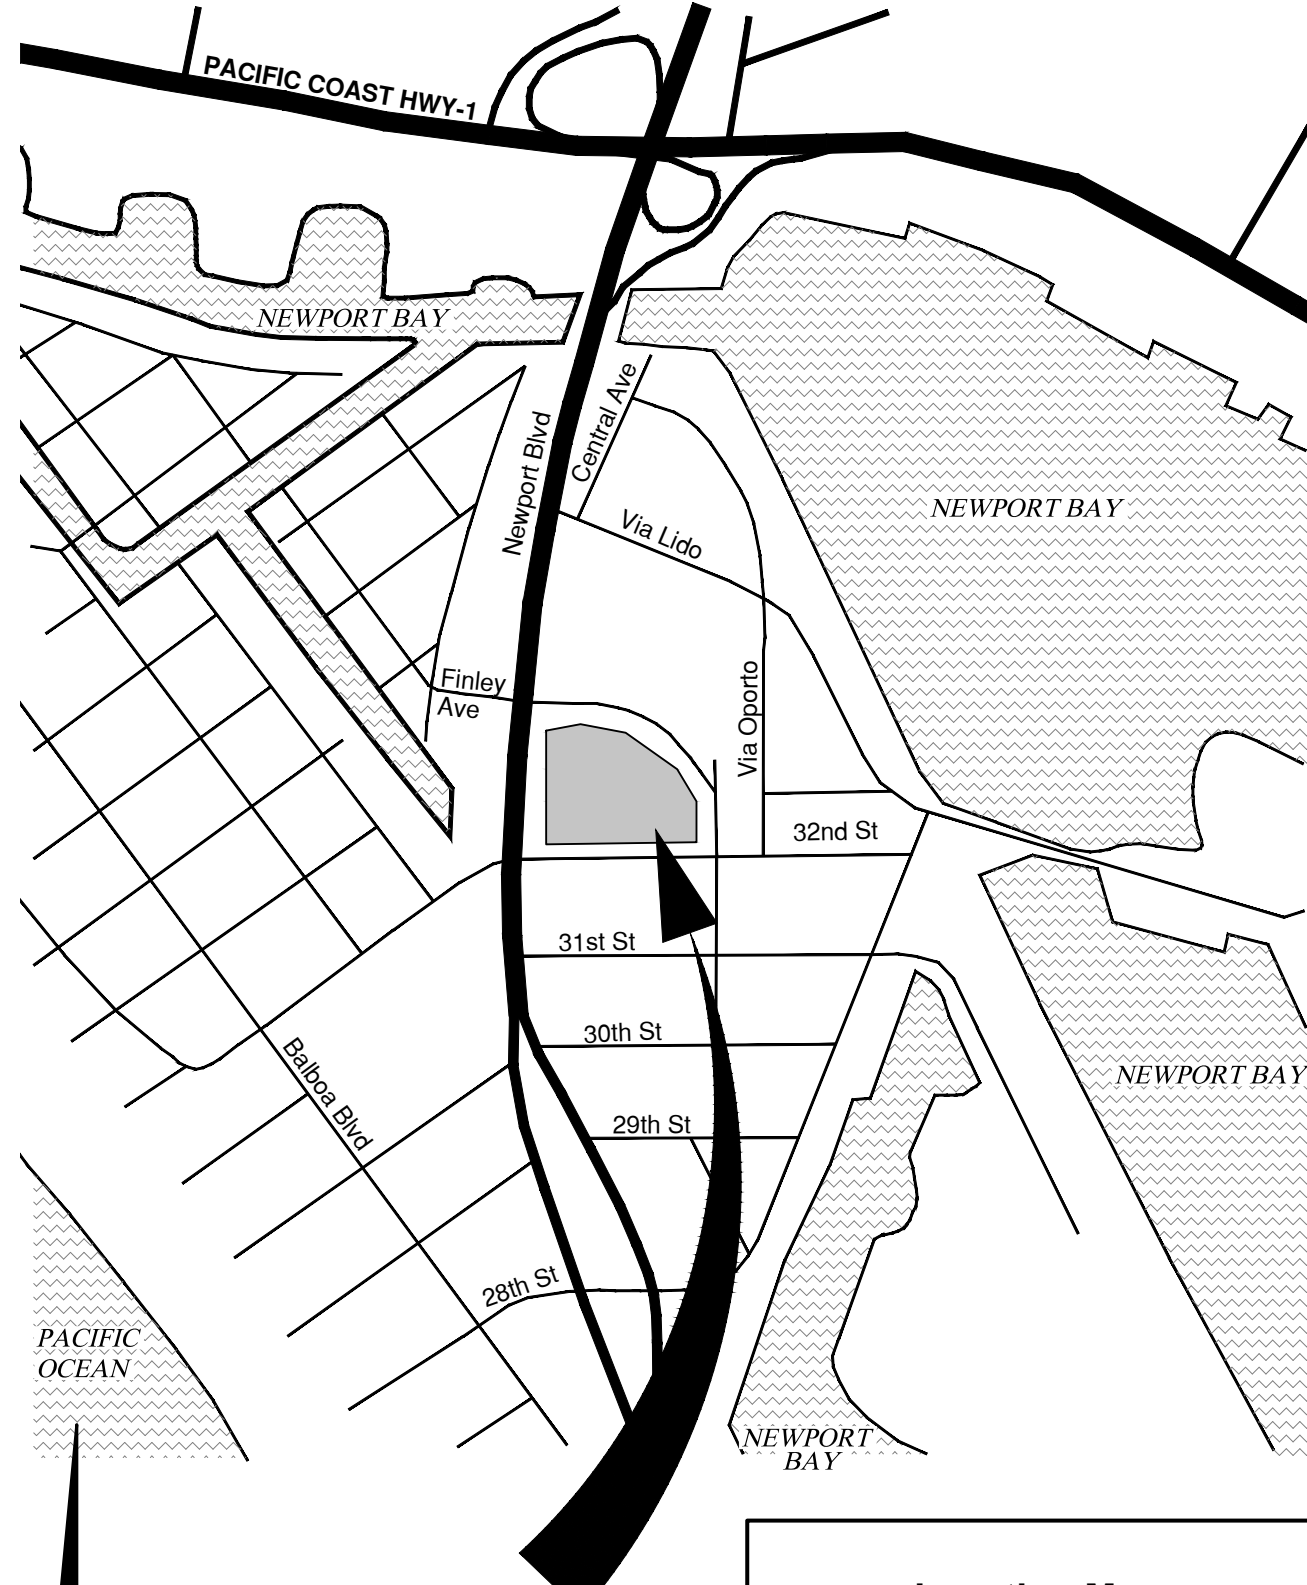 PACIFIC COAST HWY-1
NEWPORT BAY
Central Ave
Newport Blvd
NEWPORT BAY
Via Lido
Finley
Ave
Via Oporto
32nd St
31st St
30th St
Balboa Blvd
NEWPORT BAY
29th St
28th St
PACIFIC
OCEAN
NEWPORT
BAY